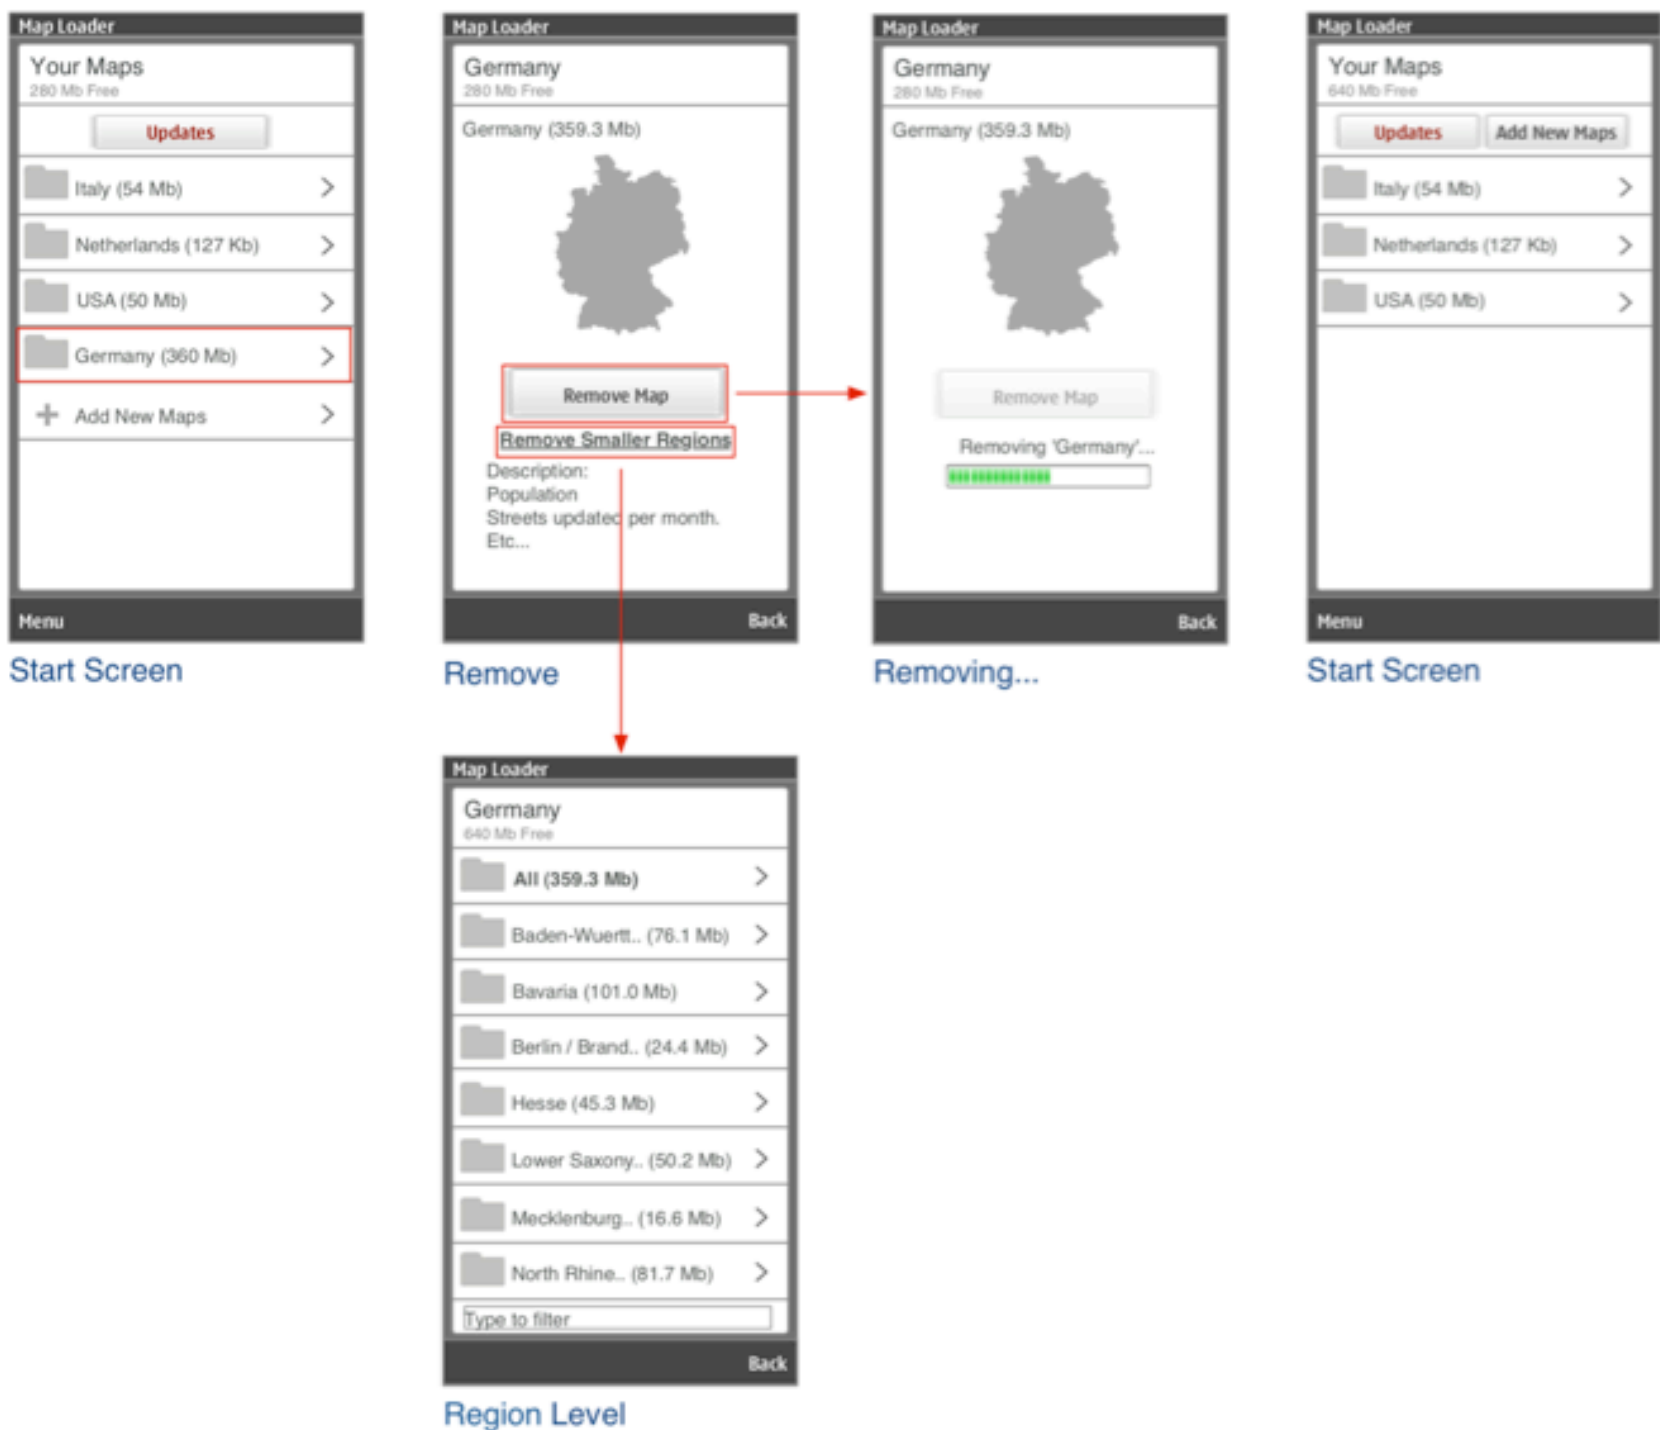 Map Loader
Your Maps
280 Mb Free
Updates
Italy (54 Mb)
Netherlands (127 Kb)
USA (50 Mb)
Germany (360 Mb)
Add New Maps
Menu
Start Screen
Map Loader
Germany
280 Mb Free
Germany (359.3 Mb)
Remove Map
Remove Smaller Regions
Description:
Population
Streets updated per month.
Etc...
Back
Remove
Map Loader
Germany
280 Mb Free
Germany (359.3 Mb)
Remove Map
Removing 'Germany'...
Back
Removing...
Map Loader
Your Maps
640 Mb Free
Updates
Add New Maps
Italy (54 Mb)
Netherlands (127 Kb)
USA (50 Mb)
Menu
Start Screen
Map Loader
Germany
640 Mb Free
All (359.3 Mb)
Baden-Wuertt.. (76.1 Mb)
Bavaria (101.0 Mb)
Berlin / Brand.. (24.4 Mb)
Hesse (45.3 Mb)
Lower Saxony.. (50.2 Mb)
Mecklenburg.. (16.6 Mb)
North Rhine.. (81.7 Mb)
Type to filter
Back
Region Level